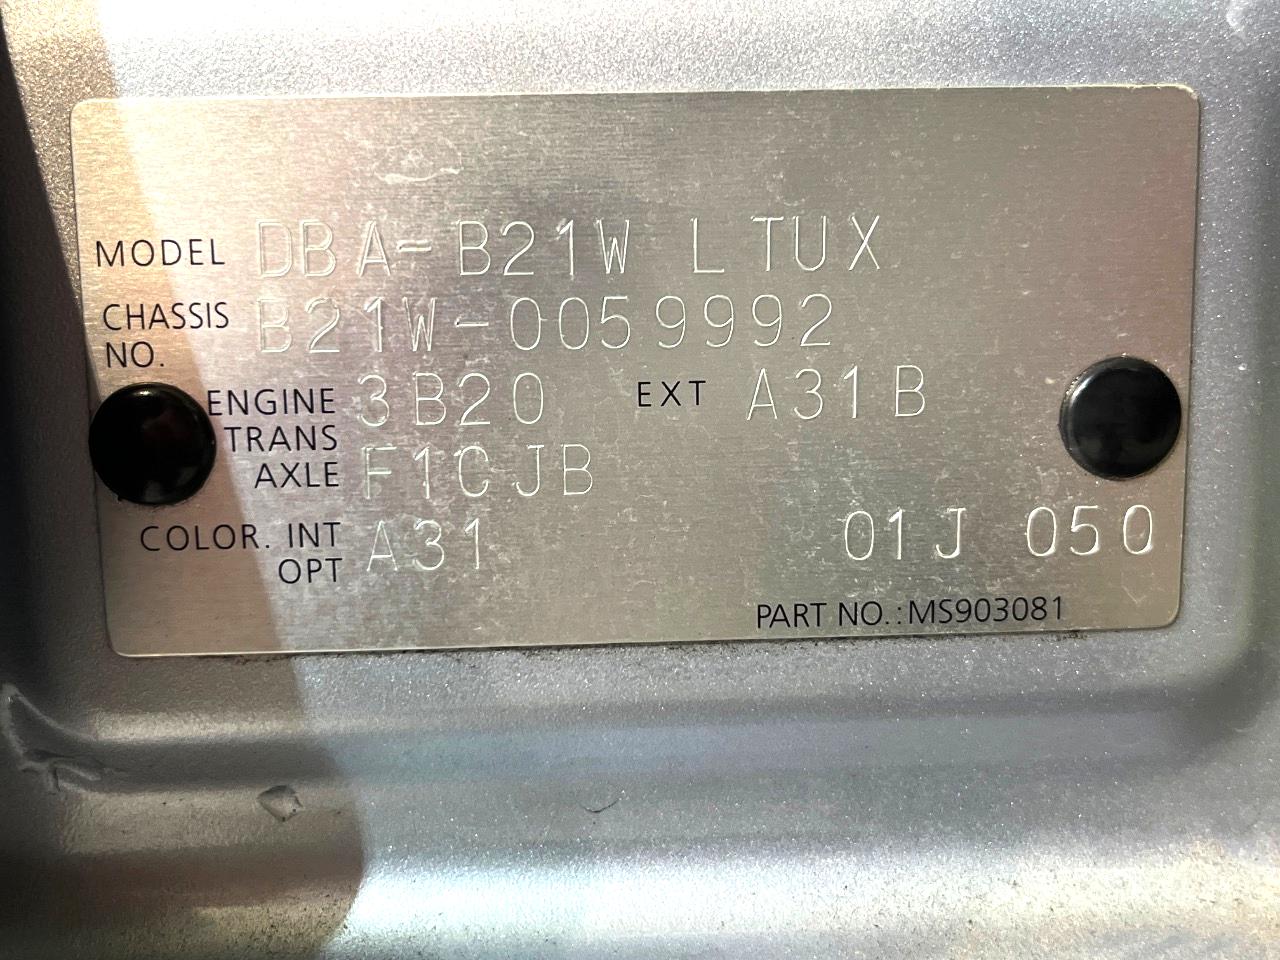 MODEL DBA-B21W LTUX
CHASSIS NO. B21W-0059992
ENGINE 3B20 EXT A31B
TRANS AXLE F1CJB
COLOR. INT A31 01J 050
OPT
PART NO.:MS903081